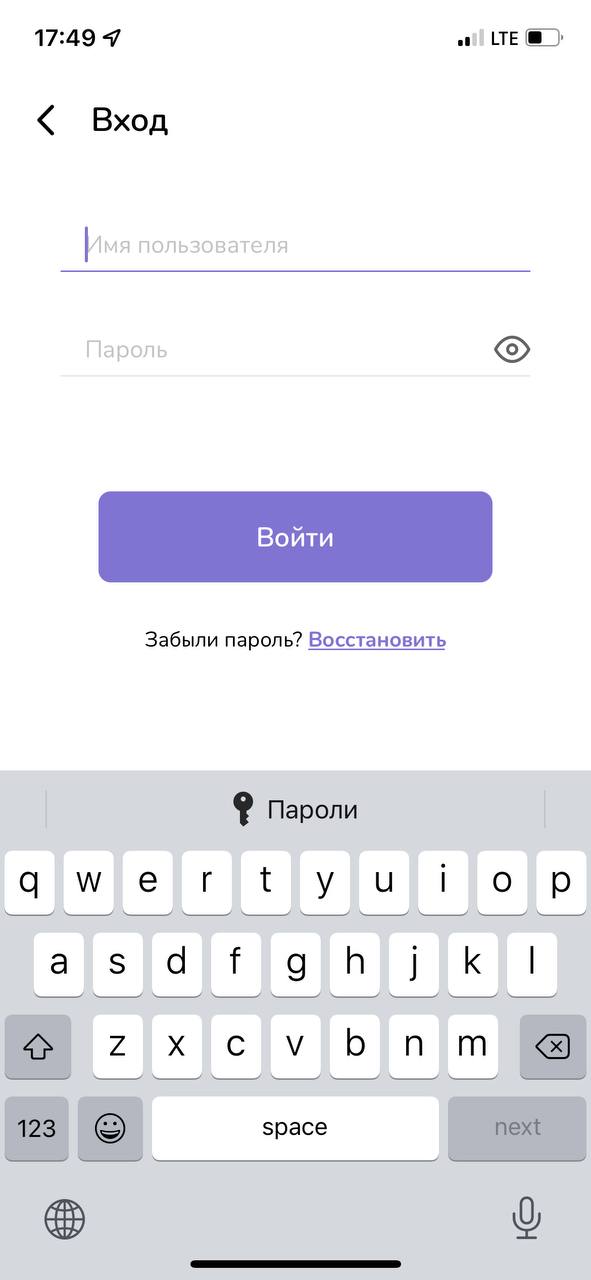 17:49 LTE
Вход
Имя пользователя
Пароль
Войти
Забыли пароль? Восстановить
Пароли
q w e r t y u i o p
a s d f g h j k l
z x c v b n m
123 space next